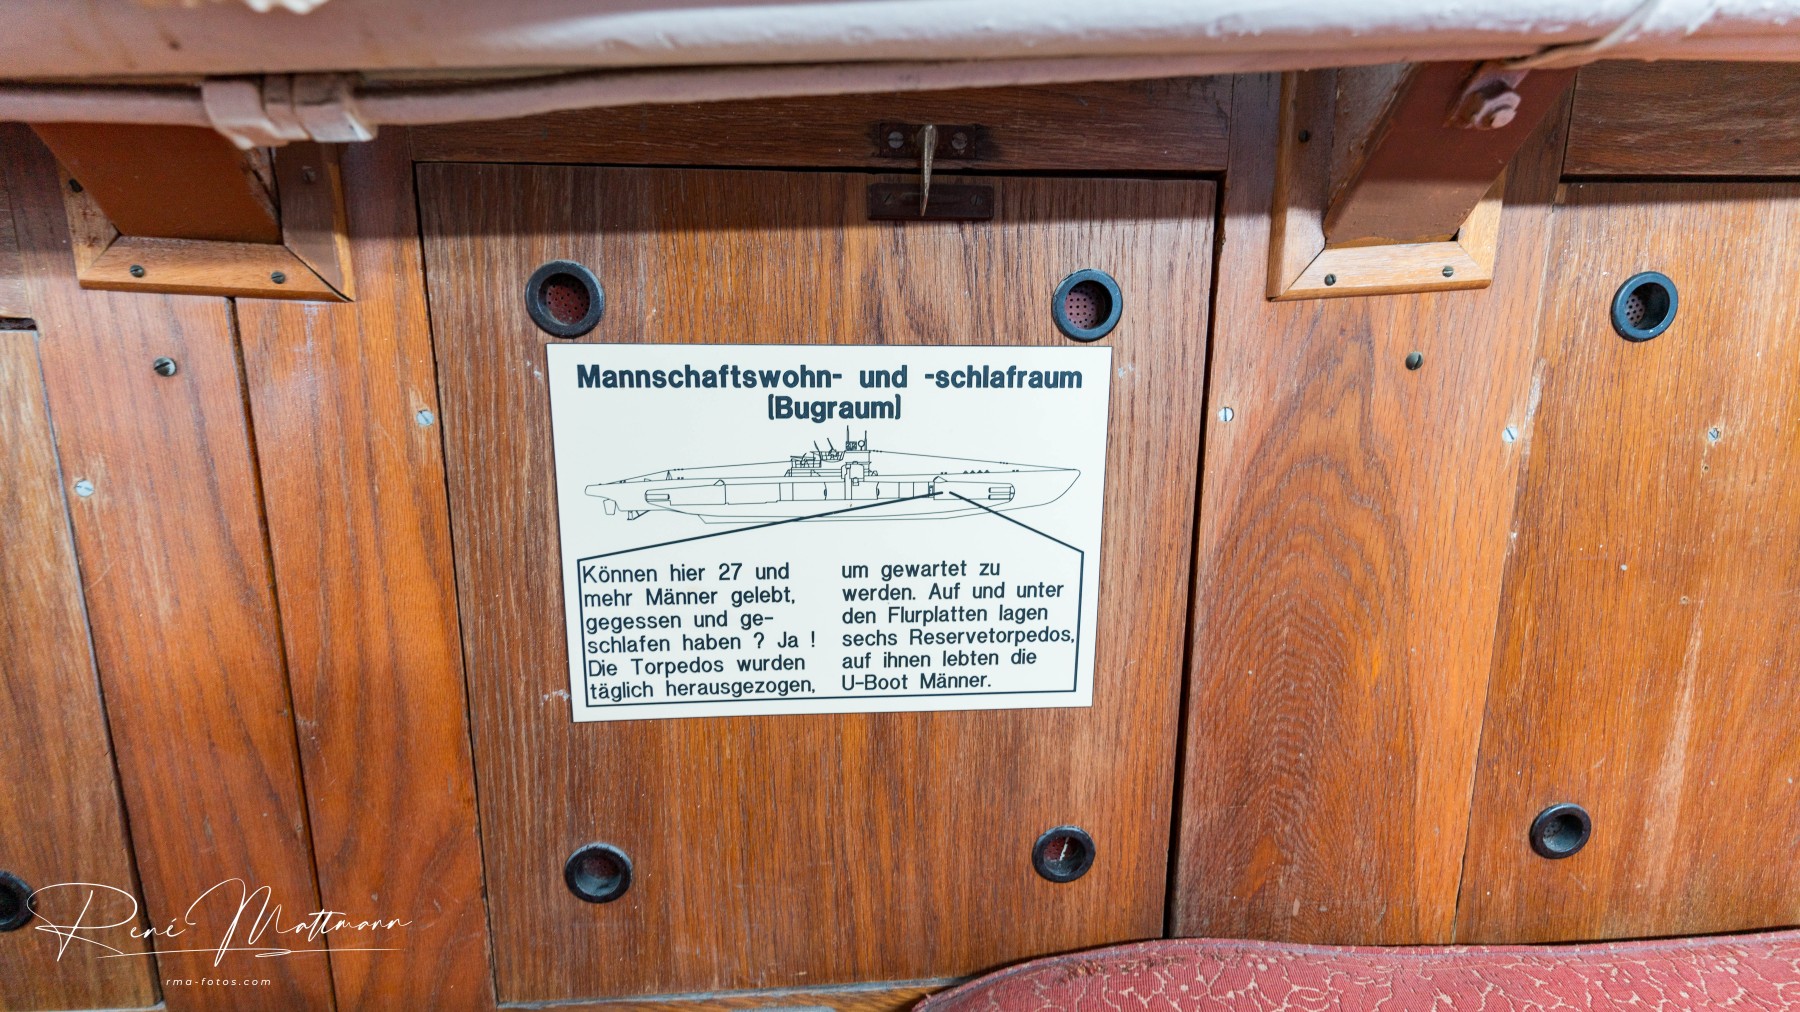 Mannschaftswohn- und -schlafraum
(Bugraum)
Können hier 27 und
mehr Männer gelebt,
gegessen und ge-
schlafen haben ? Ja !
Die Torpedos wurden
täglich herausgezogen,
um gewartet zu
werden. Auf und unter
den Flurplatten lagen
sechs Reservetorpedos,
auf ihnen lebten die
U-Boot Männer.
René Mattmann
rma-fotos.com